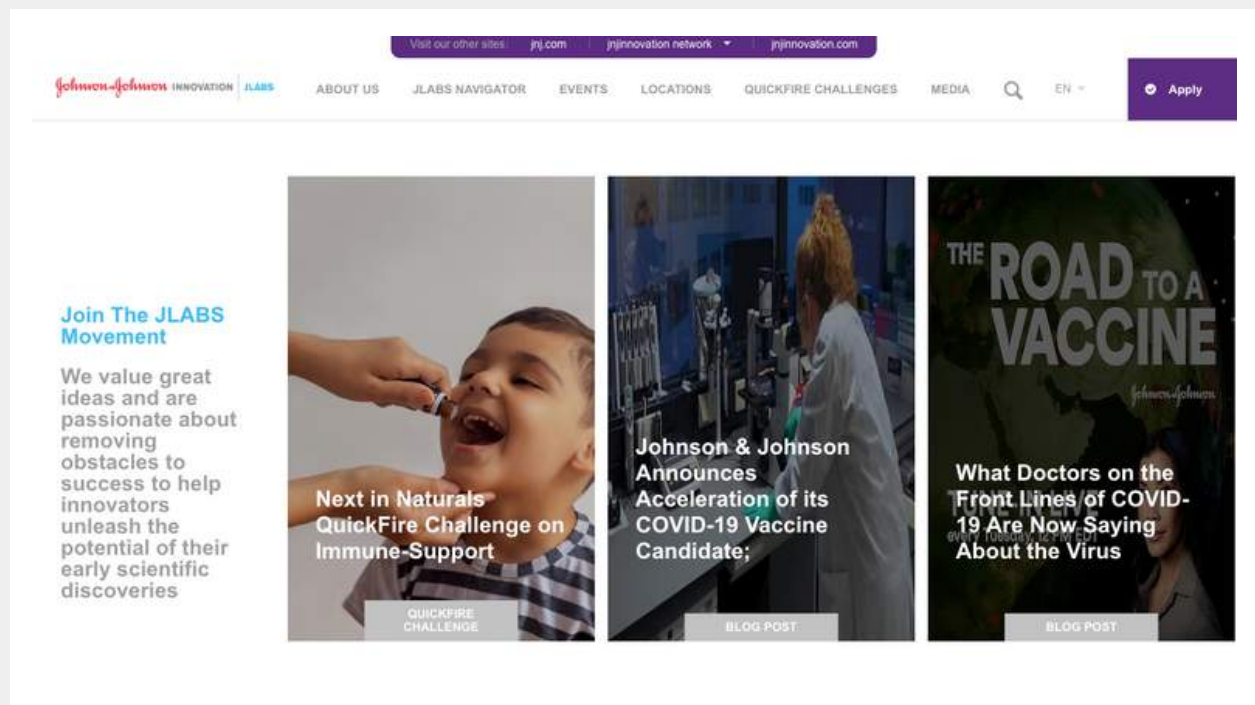 Visit our other sites: jnj.com jnjinnovation network jnjinnovation.com
Johnson & Johnson INNOVATION JLABS
ABOUT US JLABS NAVIGATOR EVENTS LOCATIONS QUICKFIRE CHALLENGES MEDIA EN Apply
Join The JLABS
Movement
We value great
ideas and are
passionate about
removing
obstacles to
success to help
innovators
unleash the
potential of their
early scientific
discoveries
Next in Naturals
QuickFire Challenge on
Immune-Support
QUICKFIRE
CHALLENGE
Johnson & Johnson
Announces
Acceleration of its
COVID-19 Vaccine
Candidate;
BLOG POST
THE ROAD TO A
VACCINE
Johnson & Johnson
What Doctors on the
Front Lines of COVID-
19 Are Now Saying
About the Virus
TUNE IN LIVE
every Tuesday, 12 PM EDT
BLOG POST